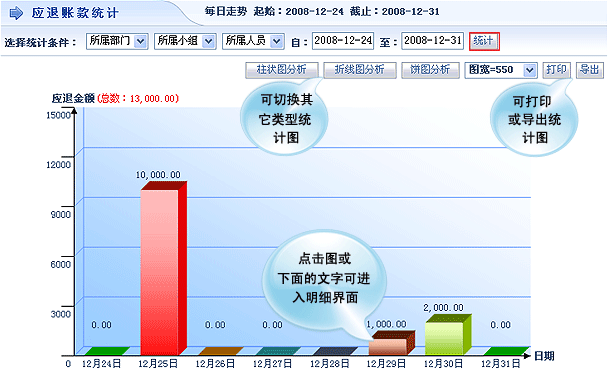 应退账款统计 每日走势 起始：2008-12-24 截止：2008-12-31
选择统计条件： 所属部门 所属小组 所属人员 自： 2008-12-24 至： 2008-12-31 统计
柱状图分析 折线图分析 饼图分析 图宽=550 打印 导出
可切换其
它类型统
计图
可打印
或导出统
计图
应退金额(总数：13,000.00)
15000
12000
9000
6000
3000
0
10,000.00
点击图或
下面的文字可进
入明细界面
0.00 0.00 0.00 1,000.00 2,000.00 0.00
12月24日 12月25日 12月26日 12月27日 12月28日 12月29日 12月30日 12月31日 日期